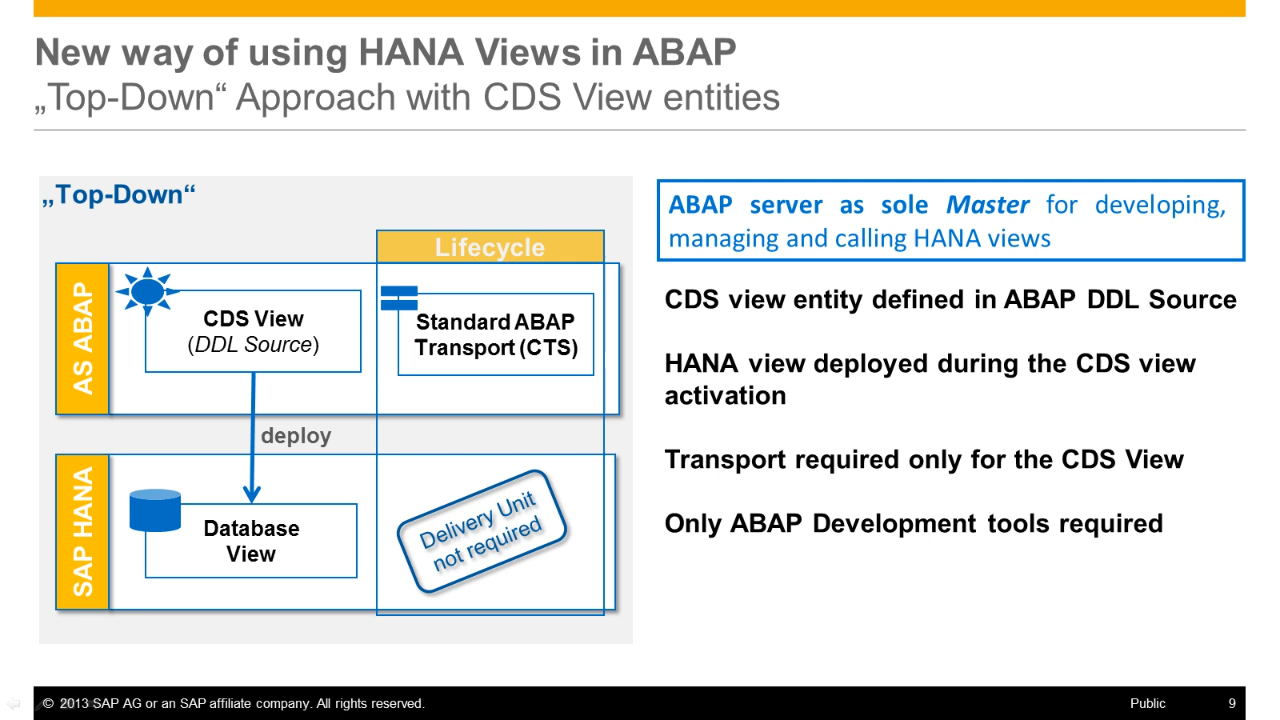 New way of using HANA Views in ABAP
„Top-Down“ Approach with CDS View entities
„Top-Down“
Lifecycle
AS ABAP
CDS View
(DDL Source)
Standard ABAP
Transport (CTS)
deploy
SAP HANA
Database
View
Delivery Unit
not required
ABAP server as sole Master for developing,
managing and calling HANA views
CDS view entity defined in ABAP DDL Source
HANA view deployed during the CDS view
activation
Transport required only for the CDS View
Only ABAP Development tools required
© 2013 SAP AG or an SAP affiliate company. All rights reserved.
Public
9